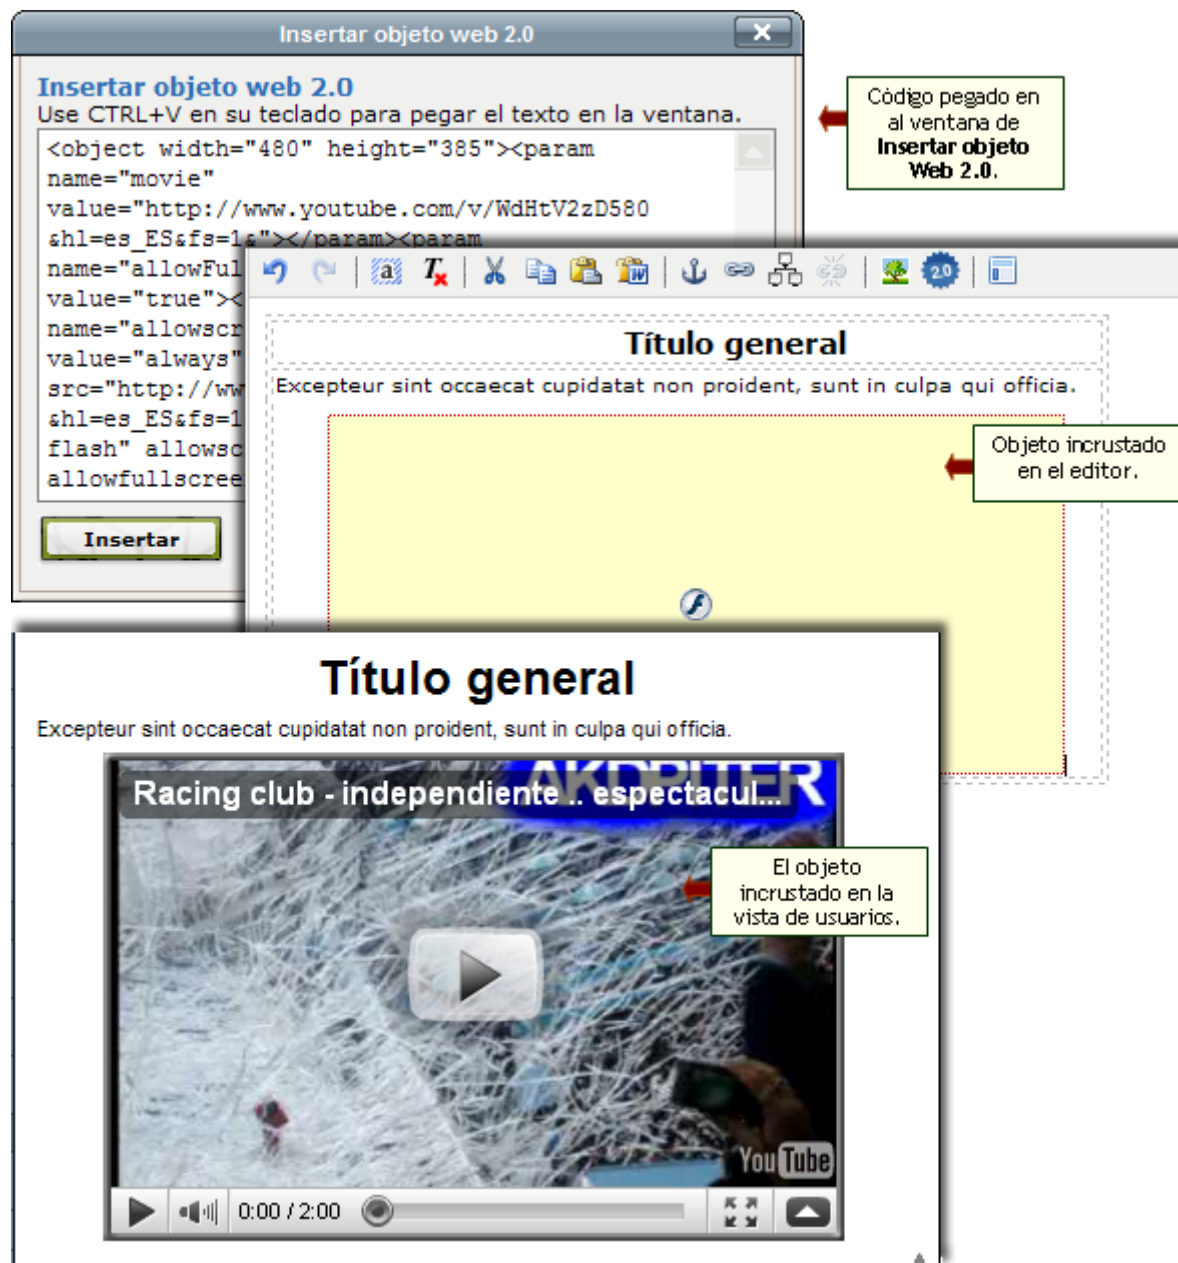 Insertar objeto web 2.0
Insertar objeto web 2.0
Use CTRL+V en su teclado para pegar el texto en la ventana.
<object width="480" height="385"><param
name="movie"
value="http://www.youtube.com/v/WdHtV2zD580
&hl=es_ES&fs=1&"></param><param
name="allowFul
value="true"><
name="allowscr
value="always"
src="http://ww
&hl=es_ES&fs=1
flash" allowsc
allowfullscree
Insertar
Código pegado en
al ventana de
Insertar objeto
Web 2.0.
a
T
W
2.0
Título general
Excepteur sint occaecat cupidatat non proident, sunt in culpa qui officia.
Objeto incrustado
en el editor.
Título general
Excepteur sint occaecat cupidatat non proident, sunt in culpa qui officia.
AKDPITER
Racing club - independiente .. espectacul...
El objeto
incrustado en la
vista de usuarios.
YouTube
0:00 / 2:00